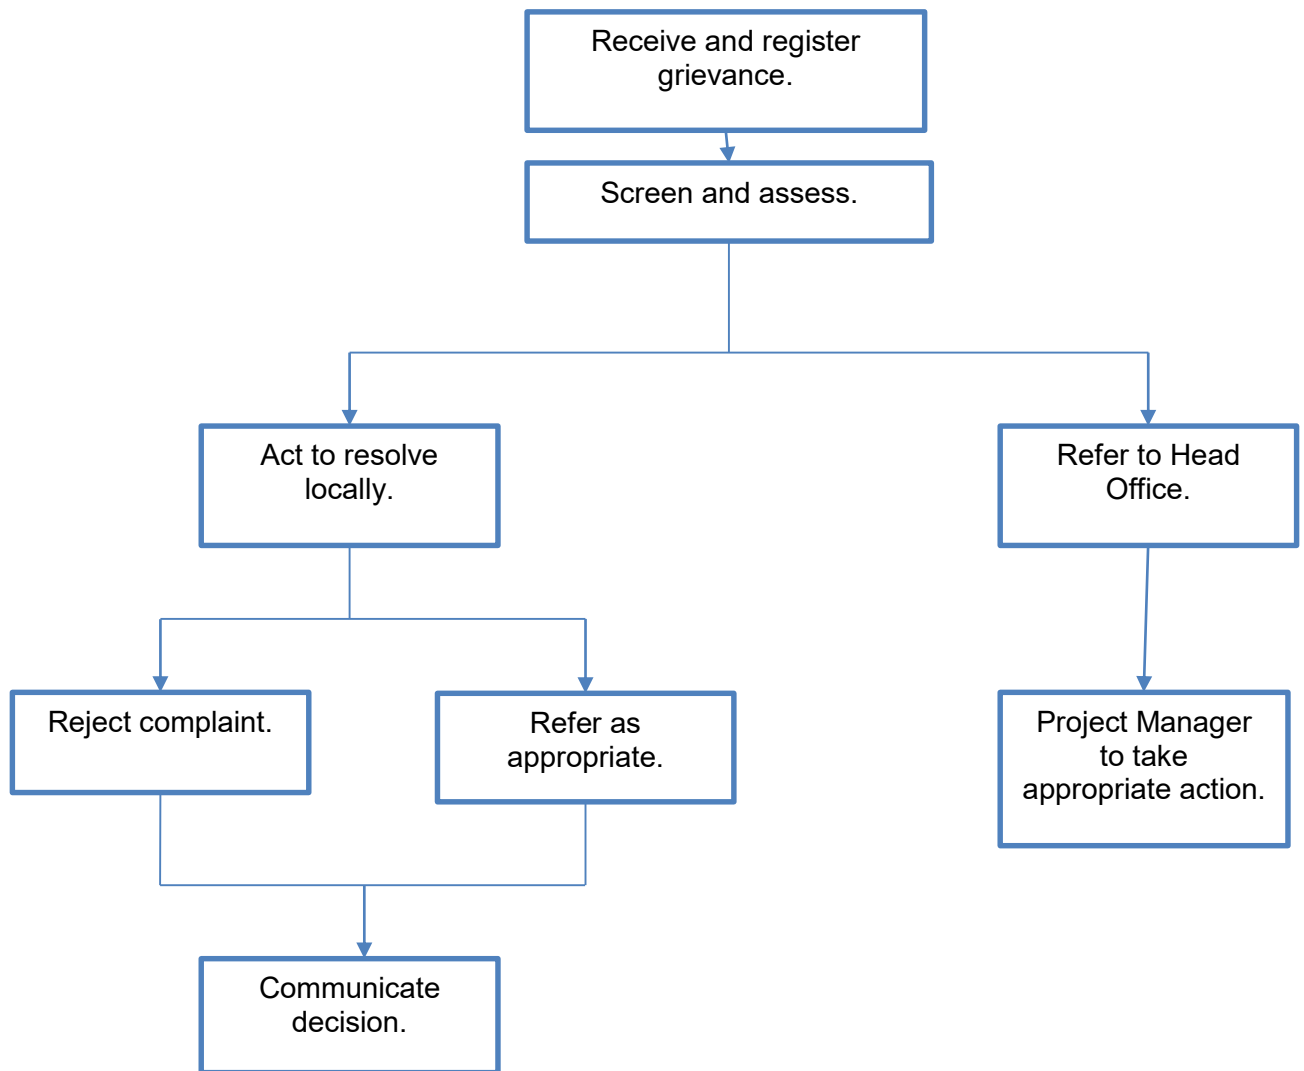 Receive and register
grievance.
Screen and assess.
Act to resolve
locally.
Refer to Head
Office.
Reject complaint.
Refer as
appropriate.
Project Manager
to take
appropriate action.
Communicate
decision.